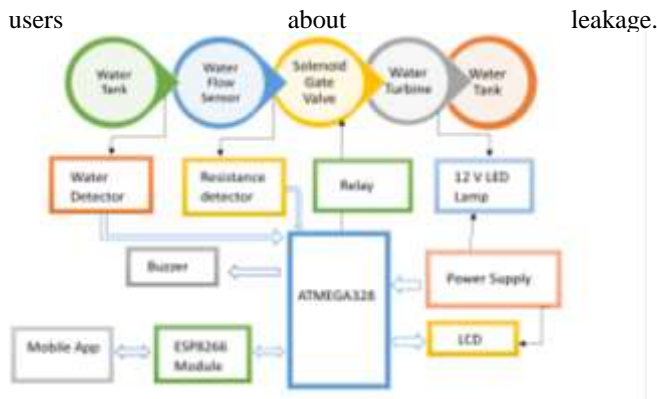 users about leakage.
Water
Tank
Water
Flow
Sensor
Solenoid
Gate
Valve
Water
Turbine
Water
Tank
Water
Detector
Resistance
detector
Relay
12 V LED
Lamp
Buzzer
ATMEGA328
Power Supply
Mobile App
ESP8266
Module
LCD